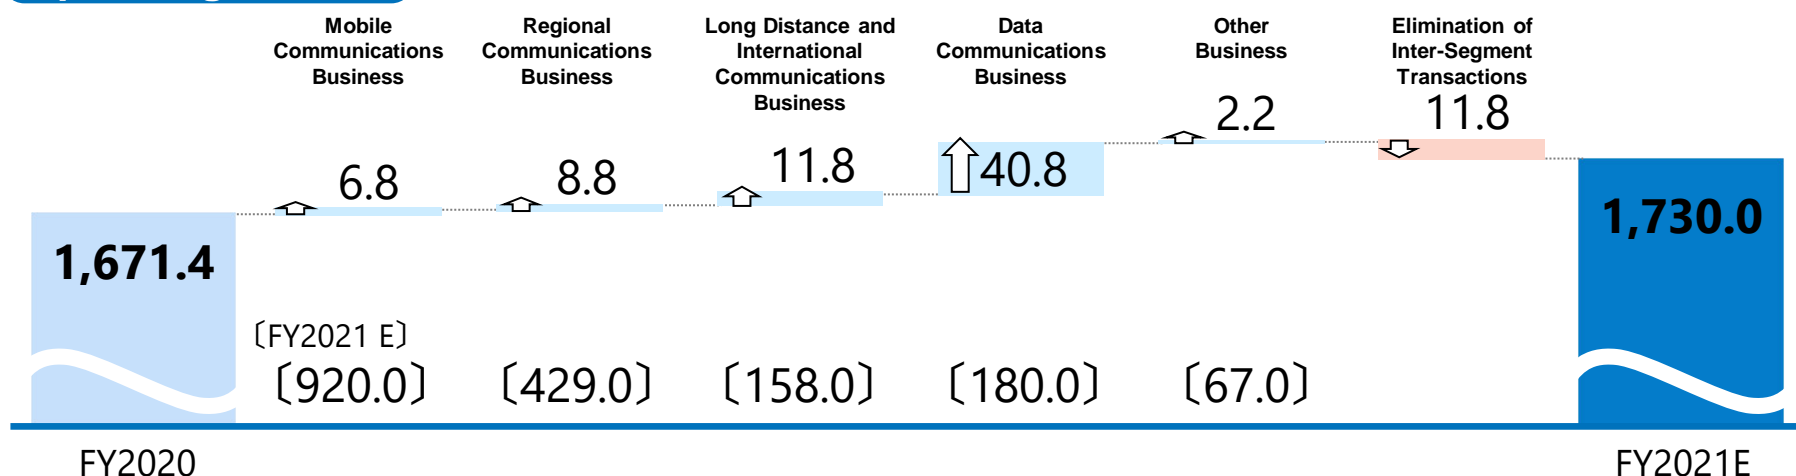 Mobile
Communications
Business
Regional
Communications
Business
Long Distance and
International
Communications
Business
Data
Communications
Business
Other
Business
Elimination of
Inter-Segment
Transactions
6.8
8.8
11.8
40.8
2.2
11.8
1,671.4
1,730.0
〔FY2021 E〕
〔920.0〕
〔429.0〕
〔158.0〕
〔180.0〕
〔67.0〕
FY2020
FY2021E